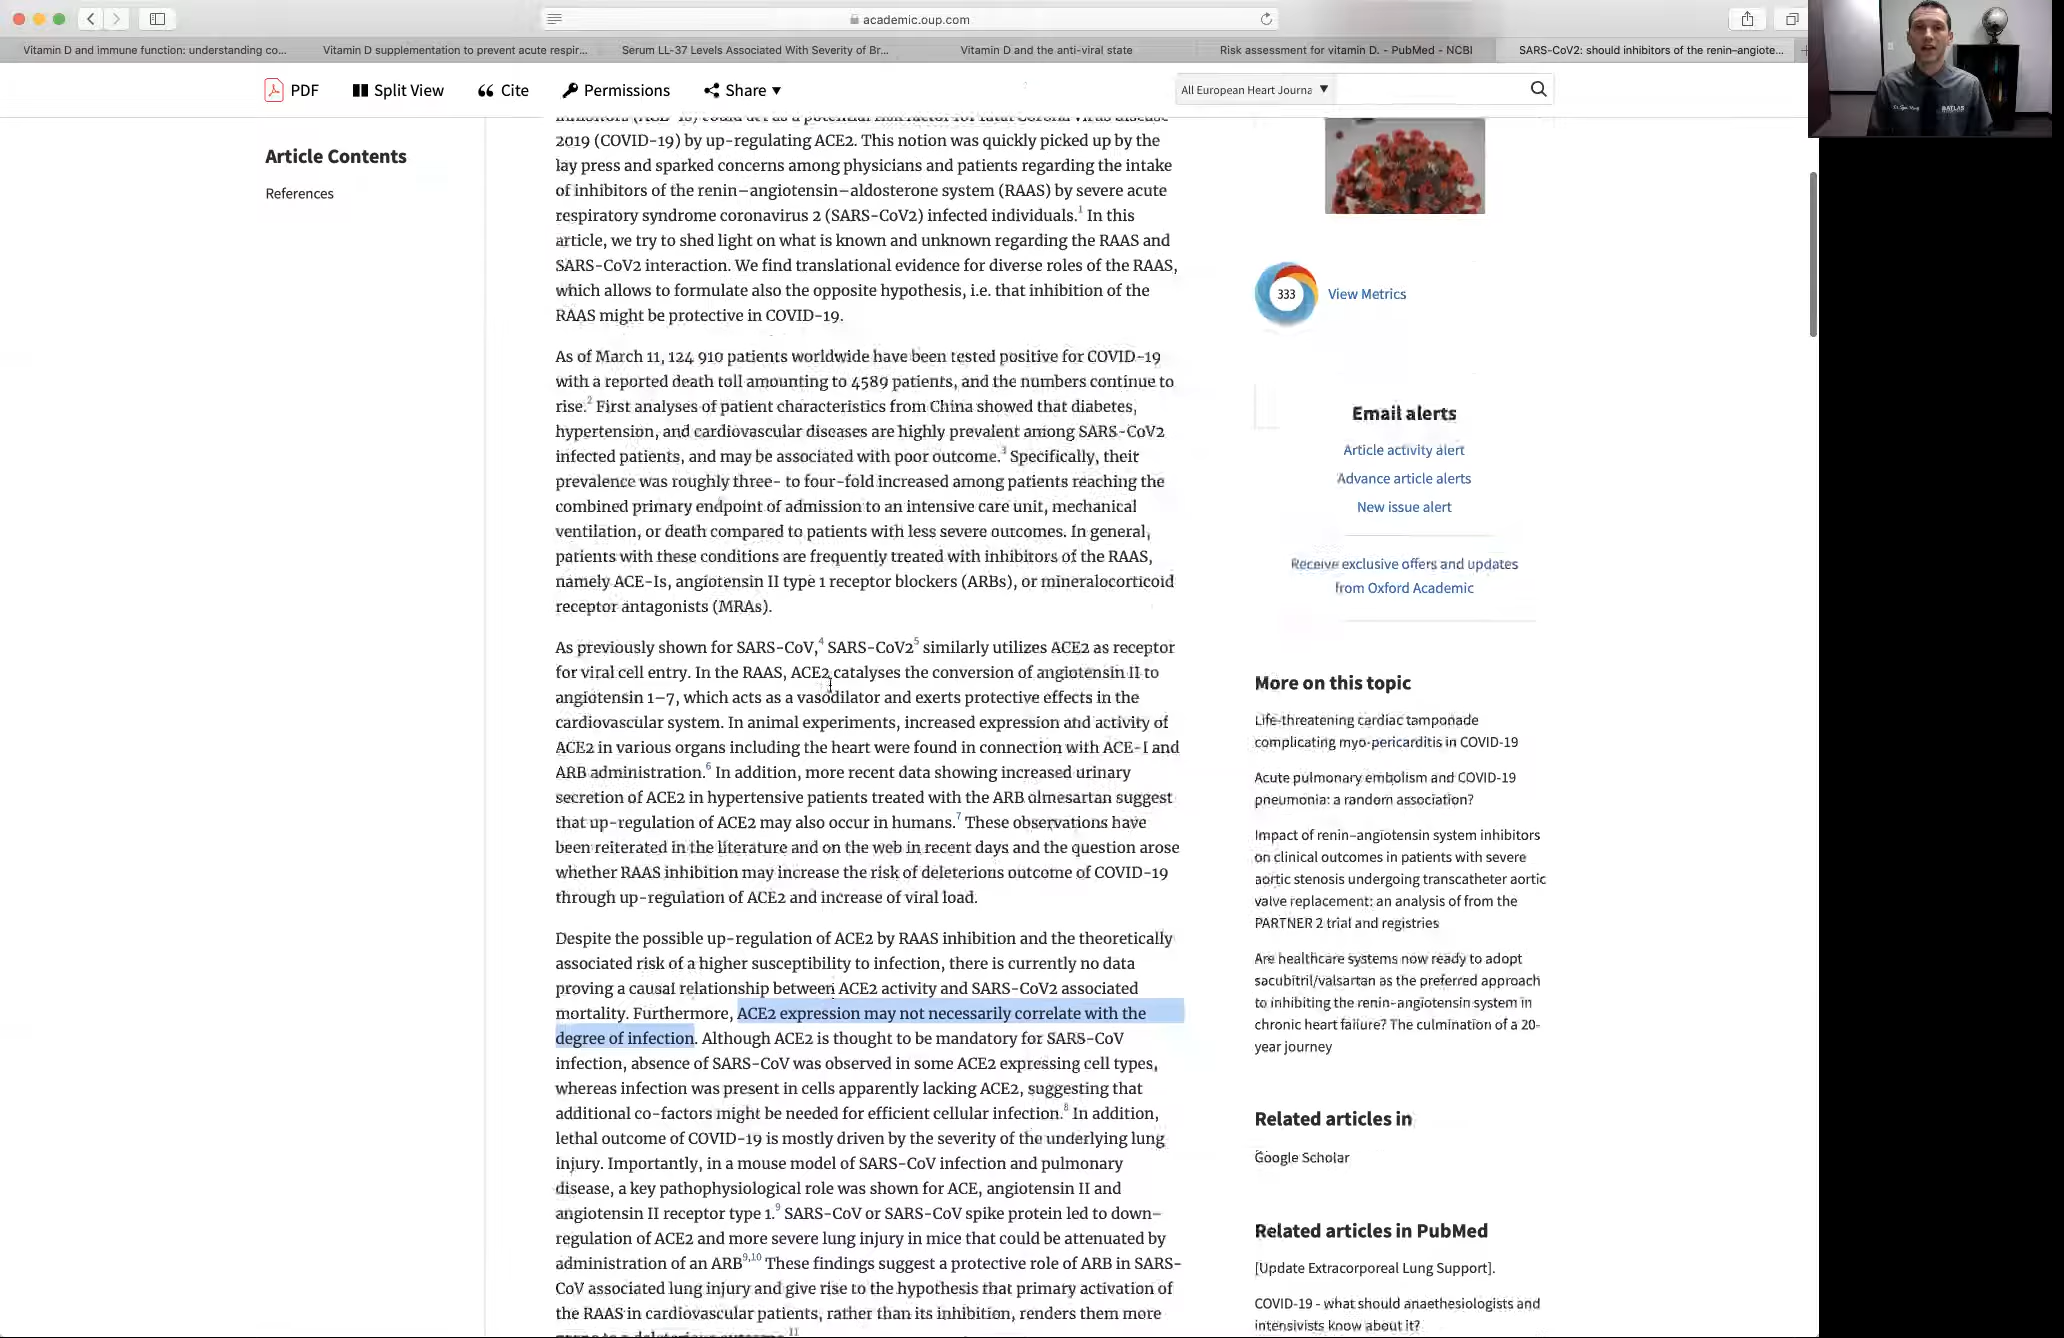 academic.oup.com
Vitamin D and immune function: understanding co...
Vitamin D supplementation to prevent acute respir...
Serum LL-37 Levels Associated With Severity of Br...
Vitamin D and the anti-viral state
Risk assessment for vitamin D. - PubMed - NCBI
SARS-CoV2: should inhibitors of the renin–angiote...
PDF
Split View
Cite
Permissions
Share ▼
All European Heart Journa ▼
Article Contents
References
2019 (COVID-19) by up-regulating ACE2. This notion was quickly picked up by the
lay press and sparked concerns among physicians and patients regarding the intake
of inhibitors of the renin–angiotensin–aldosterone system (RAAS) by severe acute
respiratory syndrome coronavirus 2 (SARS-CoV2) infected individuals.1 In this
article, we try to shed light on what is known and unknown regarding the RAAS and
SARS-CoV2 interaction. We find translational evidence for diverse roles of the RAAS,
which allows to formulate also the opposite hypothesis, i.e. that inhibition of the
RAAS might be protective in COVID-19.
As of March 11, 124 910 patients worldwide have been tested positive for COVID-19
with a reported death toll amounting to 4589 patients, and the numbers continue to
rise.2 First analyses of patient characteristics from China showed that diabetes,
hypertension, and cardiovascular diseases are highly prevalent among SARS-CoV2
infected patients, and may be associated with poor outcome.3 Specifically, their
prevalence was roughly three- to four-fold increased among patients reaching the
combined primary endpoint of admission to an intensive care unit, mechanical
ventilation, or death compared to patients with less severe outcomes. In general,
patients with these conditions are frequently treated with inhibitors of the RAAS,
namely ACE-Is, angiotensin II type 1 receptor blockers (ARBs), or mineralocorticoid
receptor antagonists (MRAs).
As previously shown for SARS-CoV,4 SARS-CoV25 similarly utilizes ACE2 as receptor
for viral cell entry. In the RAAS, ACE2 catalyses the conversion of angiotensin II to
angiotensin 1–7, which acts as a vasodilator and exerts protective effects in the
cardiovascular system. In animal experiments, increased expression and activity of
ACE2 in various organs including the heart were found in connection with ACE-I and
ARB administration.6 In addition, more recent data showing increased urinary
secretion of ACE2 in hypertensive patients treated with the ARB olmesartan suggest
that up-regulation of ACE2 may also occur in humans.7 These observations have
been reiterated in the literature and on the web in recent days and the question arose
whether RAAS inhibition may increase the risk of deleterious outcome of COVID-19
through up-regulation of ACE2 and increase of viral load.
Despite the possible up-regulation of ACE2 by RAAS inhibition and the theoretically
associated risk of a higher susceptibility to infection, there is currently no data
proving a causal relationship between ACE2 activity and SARS-CoV2 associated
mortality. Furthermore, ACE2 expression may not necessarily correlate with the
degree of infection. Although ACE2 is thought to be mandatory for SARS-CoV
infection, absence of SARS-CoV was observed in some ACE2 expressing cell types,
whereas infection was present in cells apparently lacking ACE2, suggesting that
additional co-factors might be needed for efficient cellular infection.8 In addition,
lethal outcome of COVID-19 is mostly driven by the severity of the underlying lung
injury. Importantly, in a mouse model of SARS-CoV infection and pulmonary
disease, a key pathophysiological role was shown for ACE, angiotensin II and
angiotensin II receptor type 1.9 SARS-CoV or SARS-CoV spike protein led to down-
regulation of ACE2 and more severe lung injury in mice that could be attenuated by
administration of an ARB9,10 These findings suggest a protective role of ARB in SARS-
CoV associated lung injury and give rise to the hypothesis that primary activation of
the RAAS in cardiovascular patients, rather than its inhibition, renders them more
11
333
View Metrics
Email alerts
Article activity alert
Advance article alerts
New issue alert
Receive exclusive offers and updates
from Oxford Academic
More on this topic
Life-threatening cardiac tamponade
complicating myo-pericarditis in COVID-19
Acute pulmonary embolism and COVID-19
pneumonia: a random association?
Impact of renin–angiotensin system inhibitors
on clinical outcomes in patients with severe
aortic stenosis undergoing transcatheter aortic
valve replacement: an analysis of from the
PARTNER 2 trial and registries
Are healthcare systems now ready to adopt
sacubitril/valsartan as the preferred approach
to inhibiting the renin-angiotensin system in
chronic heart failure? The culmination of a 20-
year journey
Related articles in
Google Scholar
Related articles in PubMed
[Update Extracorporeal Lung Support].
COVID-19 - what should anaesthesiologists and
intensivists know about it?
ATLAS